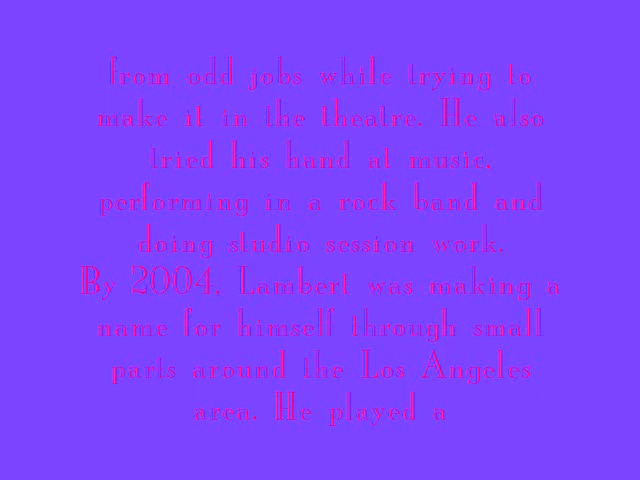 from odd jobs while trying to
make it in the theatre. He also
tried his hand at music,
performing in a rock band and
doing studio session work.
By 2004, Lambert was making a
name for himself through small
parts around the Los Angeles
area. He played a